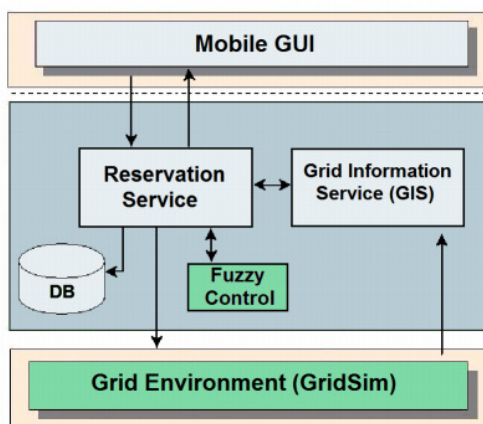 Mobile GUI
Reservation
Service
Grid Information
Service (GIS)
DB
Fuzzy
Control
Grid Environment (GridSim)